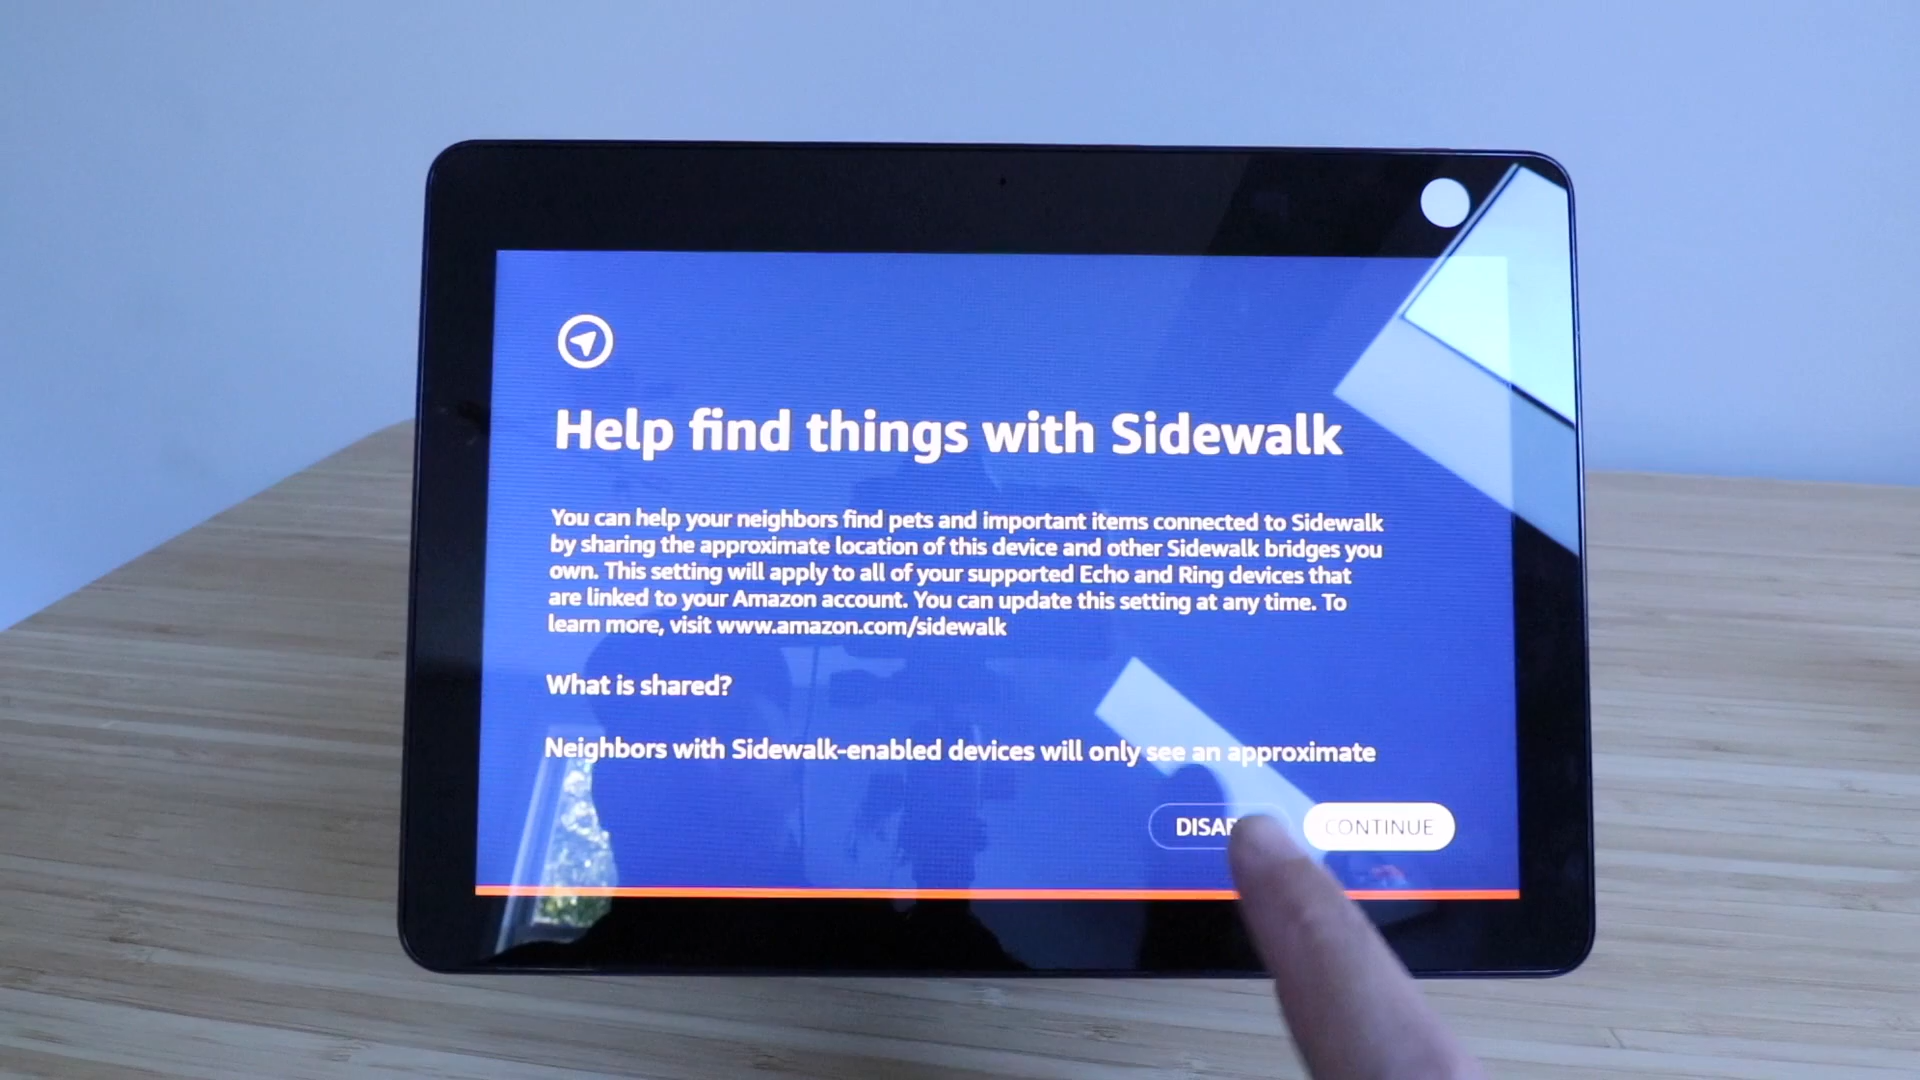 Help find things with Sidewalk
You can help your neighbors find pets and important items connected to Sidewalk
by sharing the approximate location of this device and other Sidewalk bridges you
own. This setting will apply to all of your supported Echo and Ring devices that
are linked to your Amazon account. You can update this setting at any time. To
learn more, visit www.amazon.com/sidewalk
What is shared?
Neighbors with Sidewalk-enabled devices will only see an approximate
CONTINUE